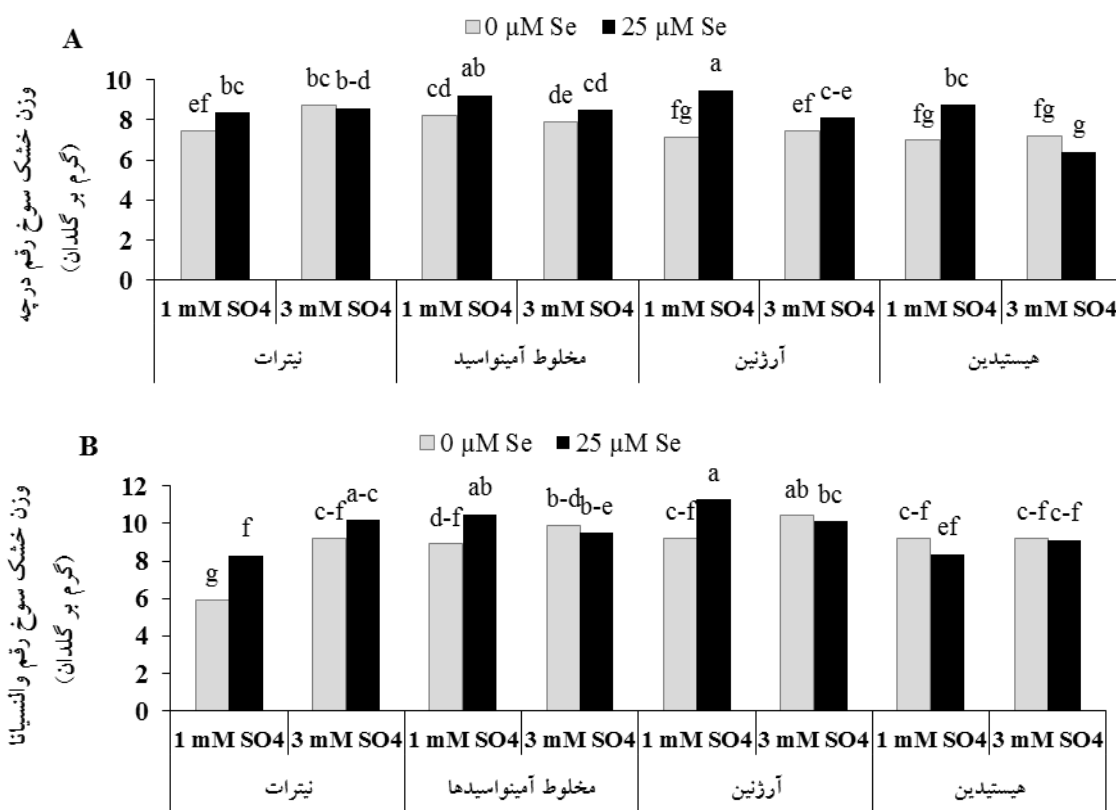 A
0 µM Se 25 µM Se
وزن خشک سوخ رقم درچه
(گرم بر گلدان)
10
8
6
4
2
0
ef bc bc b-d cd ab de cd fg a ef c-e fg bc fg g
1 mM SO4 3 mM SO4 1 mM SO4 3 mM SO4 1 mM SO4 3 mM SO4 1 mM SO4 3 mM SO4
نیترات مخلوط آمینواسید آرژنین هیستیدین
B
0 µM Se 25 µM Se
وزن خشک سوخ رقم والنسیانا
(گرم بر گلدان)
12
10
8
6
4
2
0
g f c-f a-c d-f ab b-d b-e c-f a ab bc c-f ef c-f c-f
1 mM SO4 3 mM SO4 1 mM SO4 3 mM SO4 1 mM SO4 3 mM SO4 1 mM SO4 3 mM SO4
نیترات مخلوط آمینواسیدها آرژنین هیستیدین